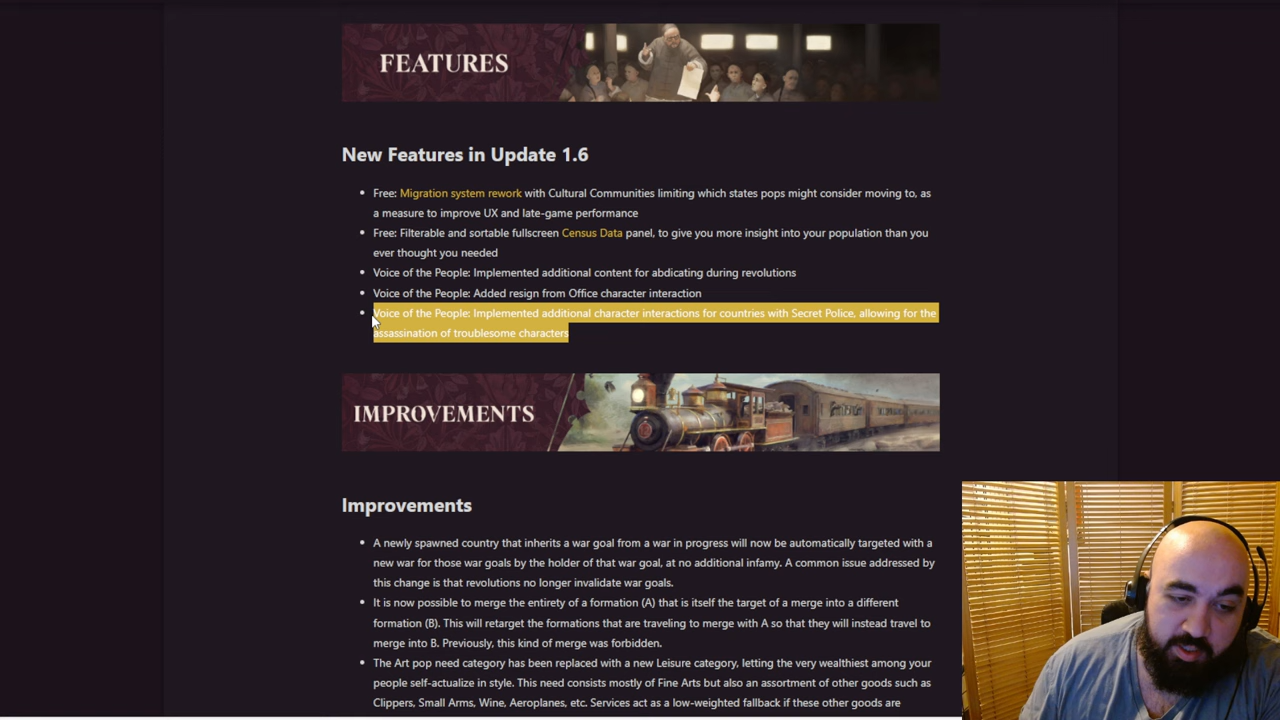 FEATURES
New Features in Update 1.6
Free: Migration system rework with Cultural Communities limiting which states pops might consider moving to, as
a measure to improve UX and late-game performance
Free: Filterable and sortable fullscreen Census Data panel, to give you more insight into your population than you
ever thought you needed
Voice of the People: Implemented additional content for abdicating during revolutions
Voice of the People: Added resign from Office character interaction
Voice of the People: Implemented additional character interactions for countries with Secret Police, allowing for the
assassination of troublesome characters
IMPROVEMENTS
Improvements
A newly spawned country that inherits a war goal from a war in progress will now be automatically targeted with a
new war for those war goals by the holder of that war goal, at no additional infamy. A common issue addressed by
this change is that revolutions no longer invalidate war goals.
It is now possible to merge the entirety of a formation (A) that is itself the target of a merge into a different
formation (B). This will retarget the formations that are traveling to merge with A so that they will instead travel to
merge into B. Previously, this kind of merge was forbidden.
The Art pop need category has been replaced with a new Leisure category, letting the very wealthiest among your
people self-actualize in style. This need consists mostly of Fine Arts but also an assortment of other goods such as
Clippers, Small Arms, Wine, Aeroplanes, etc. Services act as a low-weighted fallback if these other goods are